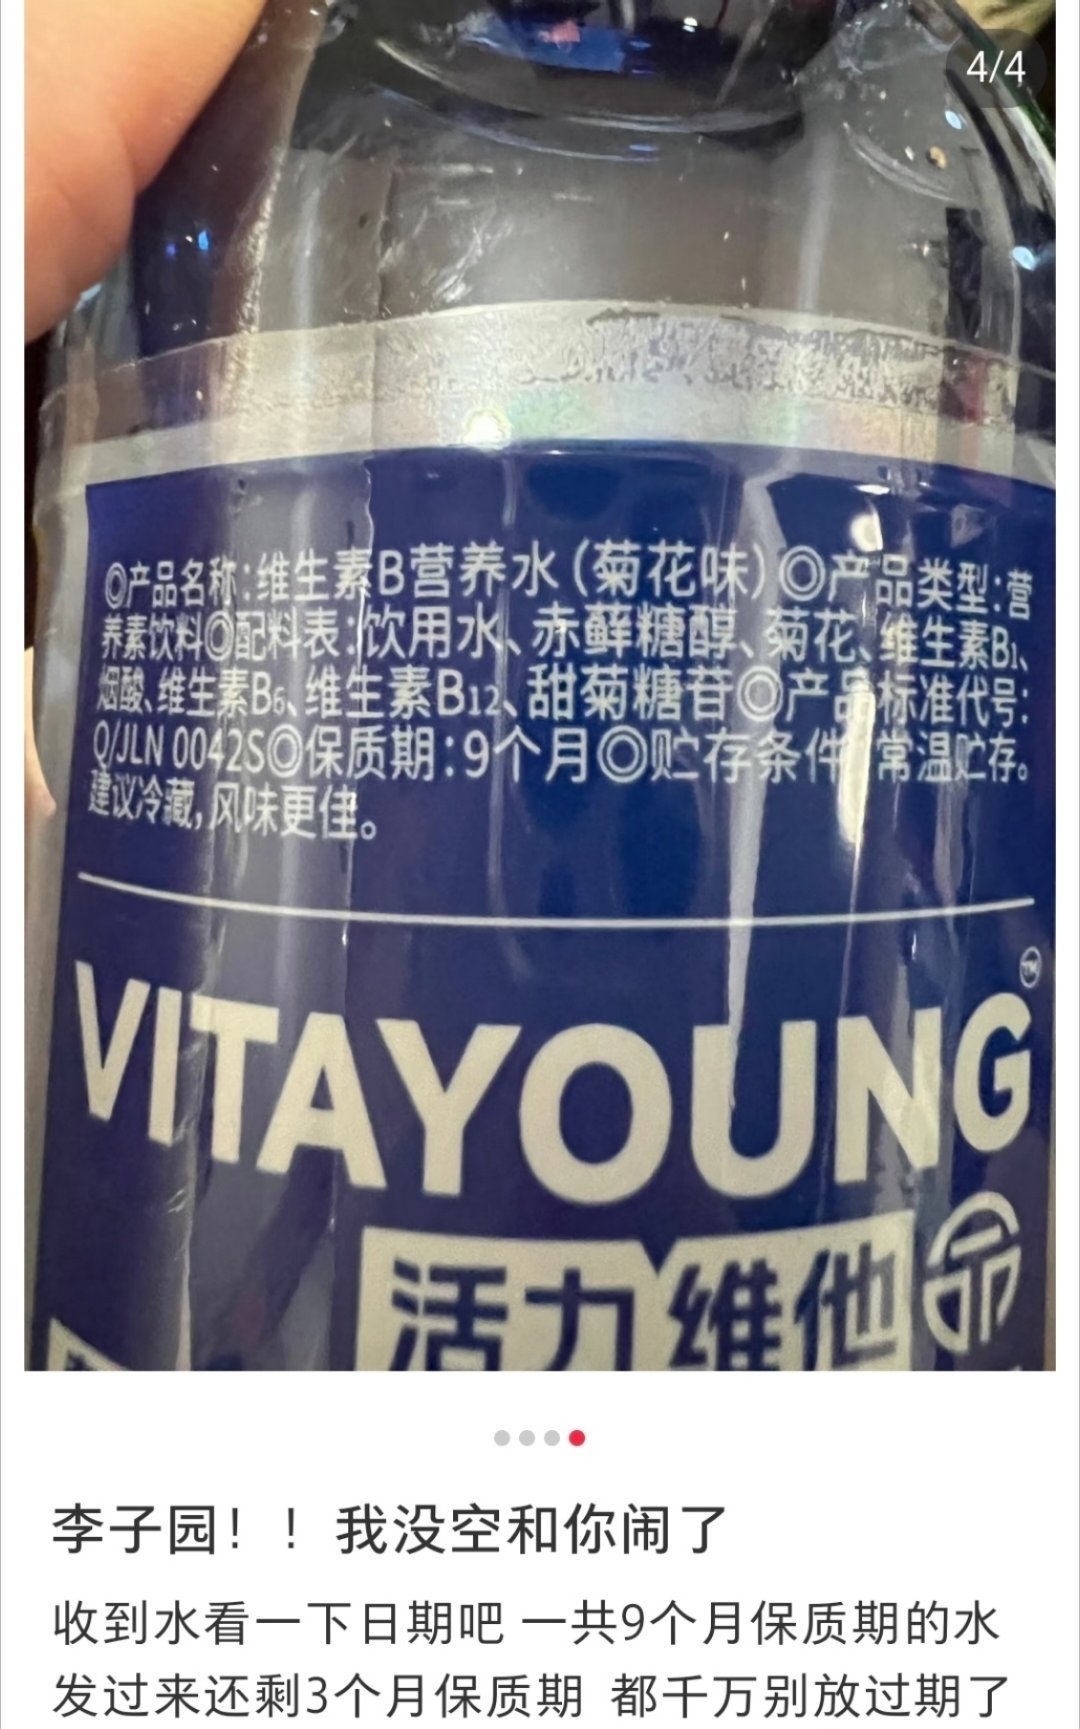 4/4
◎产品名称:维生素B营养水(菊花味)◎产品类型:营
养素饮料◎配料表:饮用水、赤藓糖醇、菊花、维生素B1、
烟酸、维生素B6、维生素B12、甜菊糖苷◎产品标准代号:
Q/JLN 0042S◎保质期:9个月◎贮存条件 常温贮存。
建议冷藏,风味更佳。
VITAYOUNG™
活力维他
李子园！！我没空和你闹了
收到水看一下日期吧 一共9个月保质期的水
发过来还剩3个月保质期 都千万别放过期了